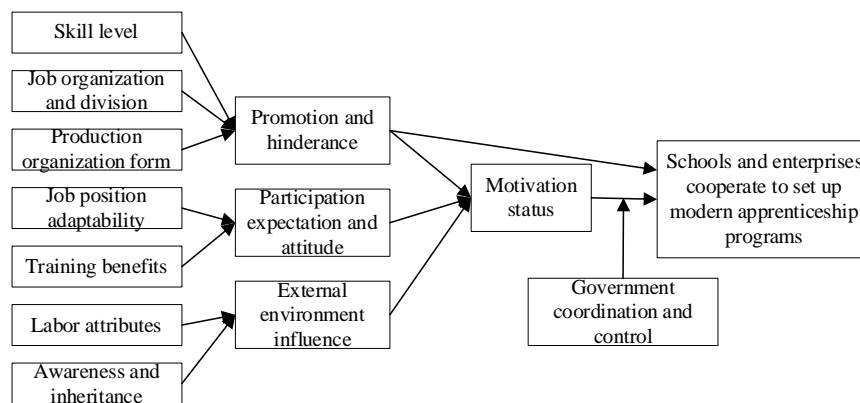 Skill level
Job organization
and division
Production
organization form
Job position
adaptability
Training benefits
Labor attributes
Awareness and
inheritance
Promotion and
hinderance
Participation
expectation and
attitude
External
environment
influence
Motivation
status
Government
coordination and
control
Schools and enterprises
cooperate to set up
modern apprenticeship
programs